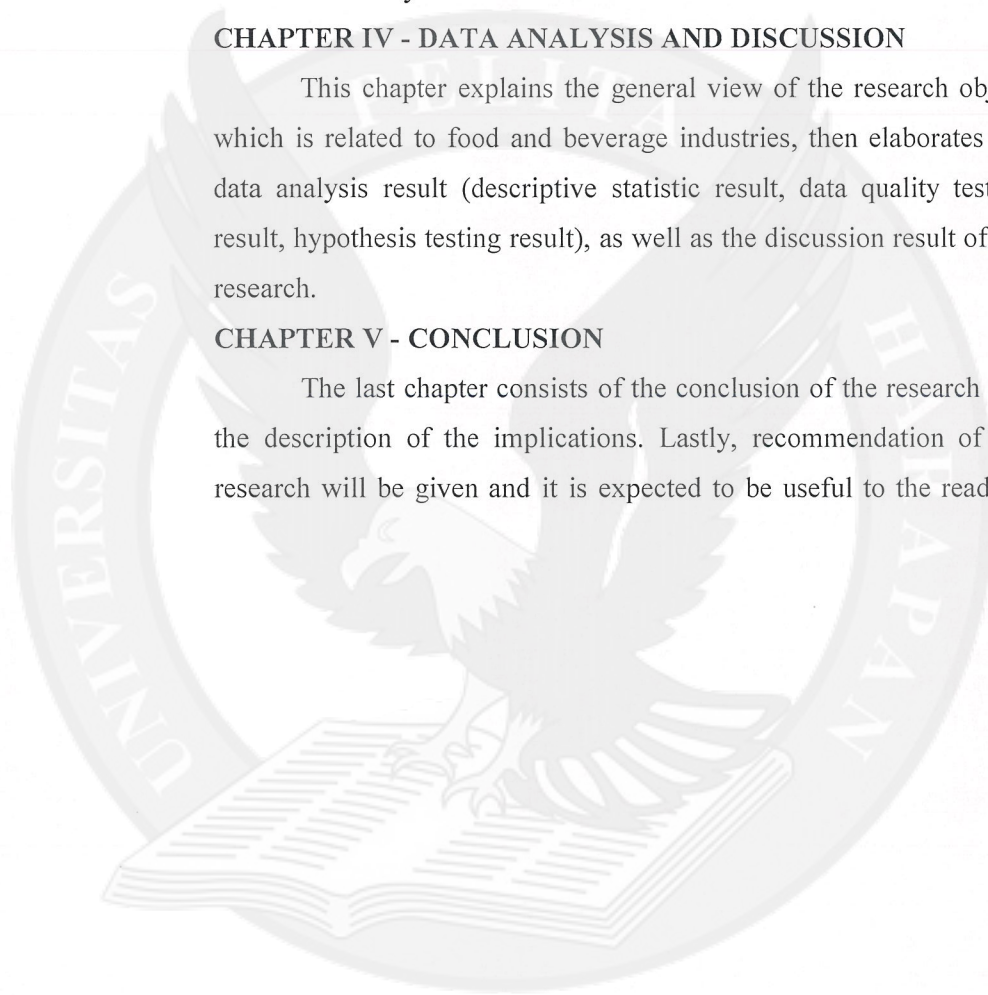 CHAPTER IV - DATA ANALYSIS AND DISCUSSION
This chapter explains the general view of the research
which is related to food and beverage industries, then elaborates
data analysis result (descriptive statistic result, data quality
result, hypothesis testing result), as well as the discussion result of
research.
CHAPTER V - CONCLUSION
The last chapter consists of the conclusion of the research
the description of the implications. Lastly, recommendation of
research will be given and it is expected to be useful to the
UNIVERSITAS PELITA HARAPAN